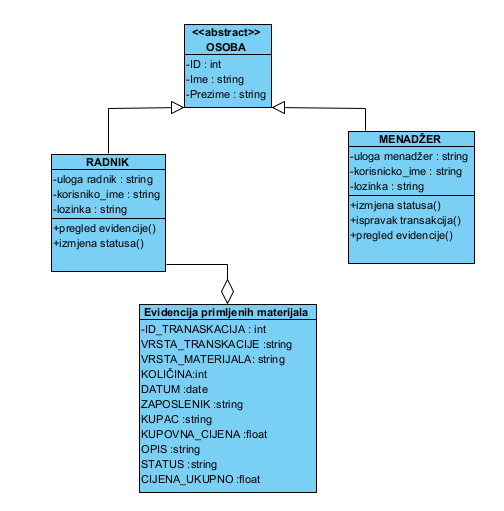 <<abstract>>
OSOBA
-ID : int
-Ime : string
-Prezime : string
RADNIK
-uloga radnik : string
-korisniko_ime : string
-lozinka : string
+pregled evidencije()
+izmjena statusa()
MENADŽER
-uloga menadžer : string
-korisnicko_ime : string
-lozinka : string
+izmjena statusa()
+ispravak transakcija()
+pregled evidencije()
Evidencija primljenih materijala
-ID_TRANASKACIJA : int
VRSTA_TRANSKACIJE :string
VRSTA_MATERIJALA: string
KOLIČINA:int
DATUM :date
ZAPOSLENIK :string
KUPAC :string
KUPOVNA_CIJENA :float
OPIS :string
STATUS :string
CIJENA_UKUPNO :float